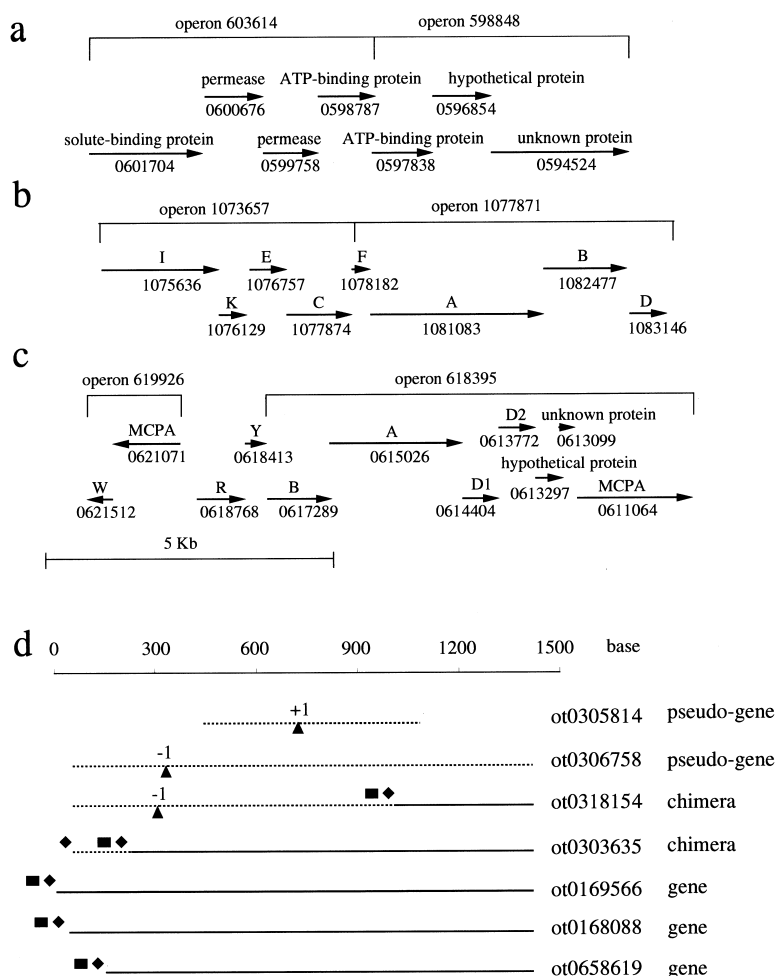 a
operon 603614 operon 598848
permease ATP-binding protein hypothetical protein
0600676 0598787 0596854
solute-binding protein permease ATP-binding protein unknown protein
0601704 0599758 0597838 0594524
b
operon 1073657 operon 1077871
I E F B
1075636 1076757 1078182 1082477
K C A D
1076129 1077874 1081083 1083146
c
operon 619926 operon 618395
MCPA Y A D2 unknown protein
0621071 0618413 0615026 0613772 0613099
hypothetical protein
W R B D1 0613297 MCPA
0621512 0618768 0617289 0614404 0611064
5 Kb
d
0 300 600 900 1200 1500 base
+1 ot0305814 pseudo-gene
-1 ot0306758 pseudo-gene
-1 ot0318154 chimera
ot0303635 chimera
ot0169566 gene
ot0168088 gene
ot0658619 gene